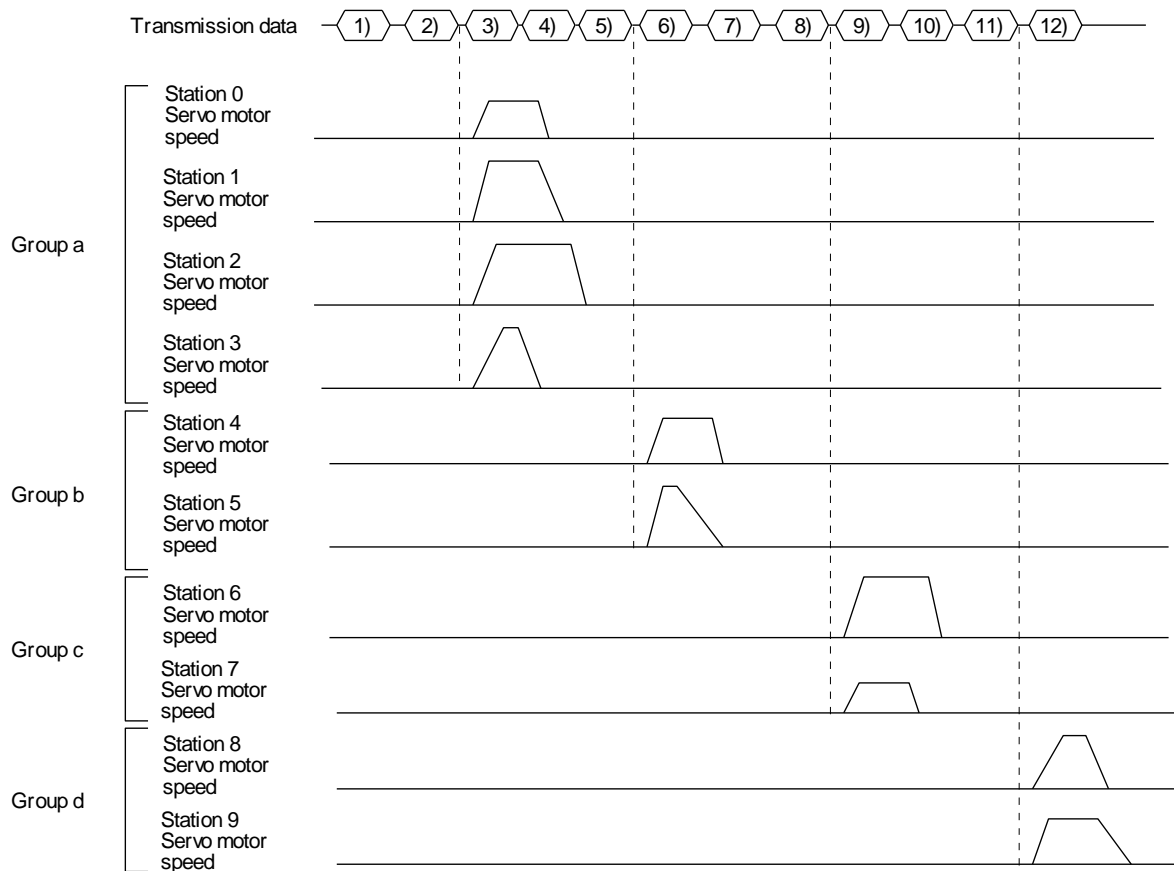 Transmission data 1) 2) 3) 4) 5) 6) 7) 8) 9) 10) 11) 12)
Group a
Station 0
Servo motor
speed
Station 1
Servo motor
speed
Station 2
Servo motor
speed
Station 3
Servo motor
speed
Group b
Station 4
Servo motor
speed
Station 5
Servo motor
speed
Group c
Station 6
Servo motor
speed
Station 7
Servo motor
speed
Group d
Station 8
Servo motor
speed
Station 9
Servo motor
speed